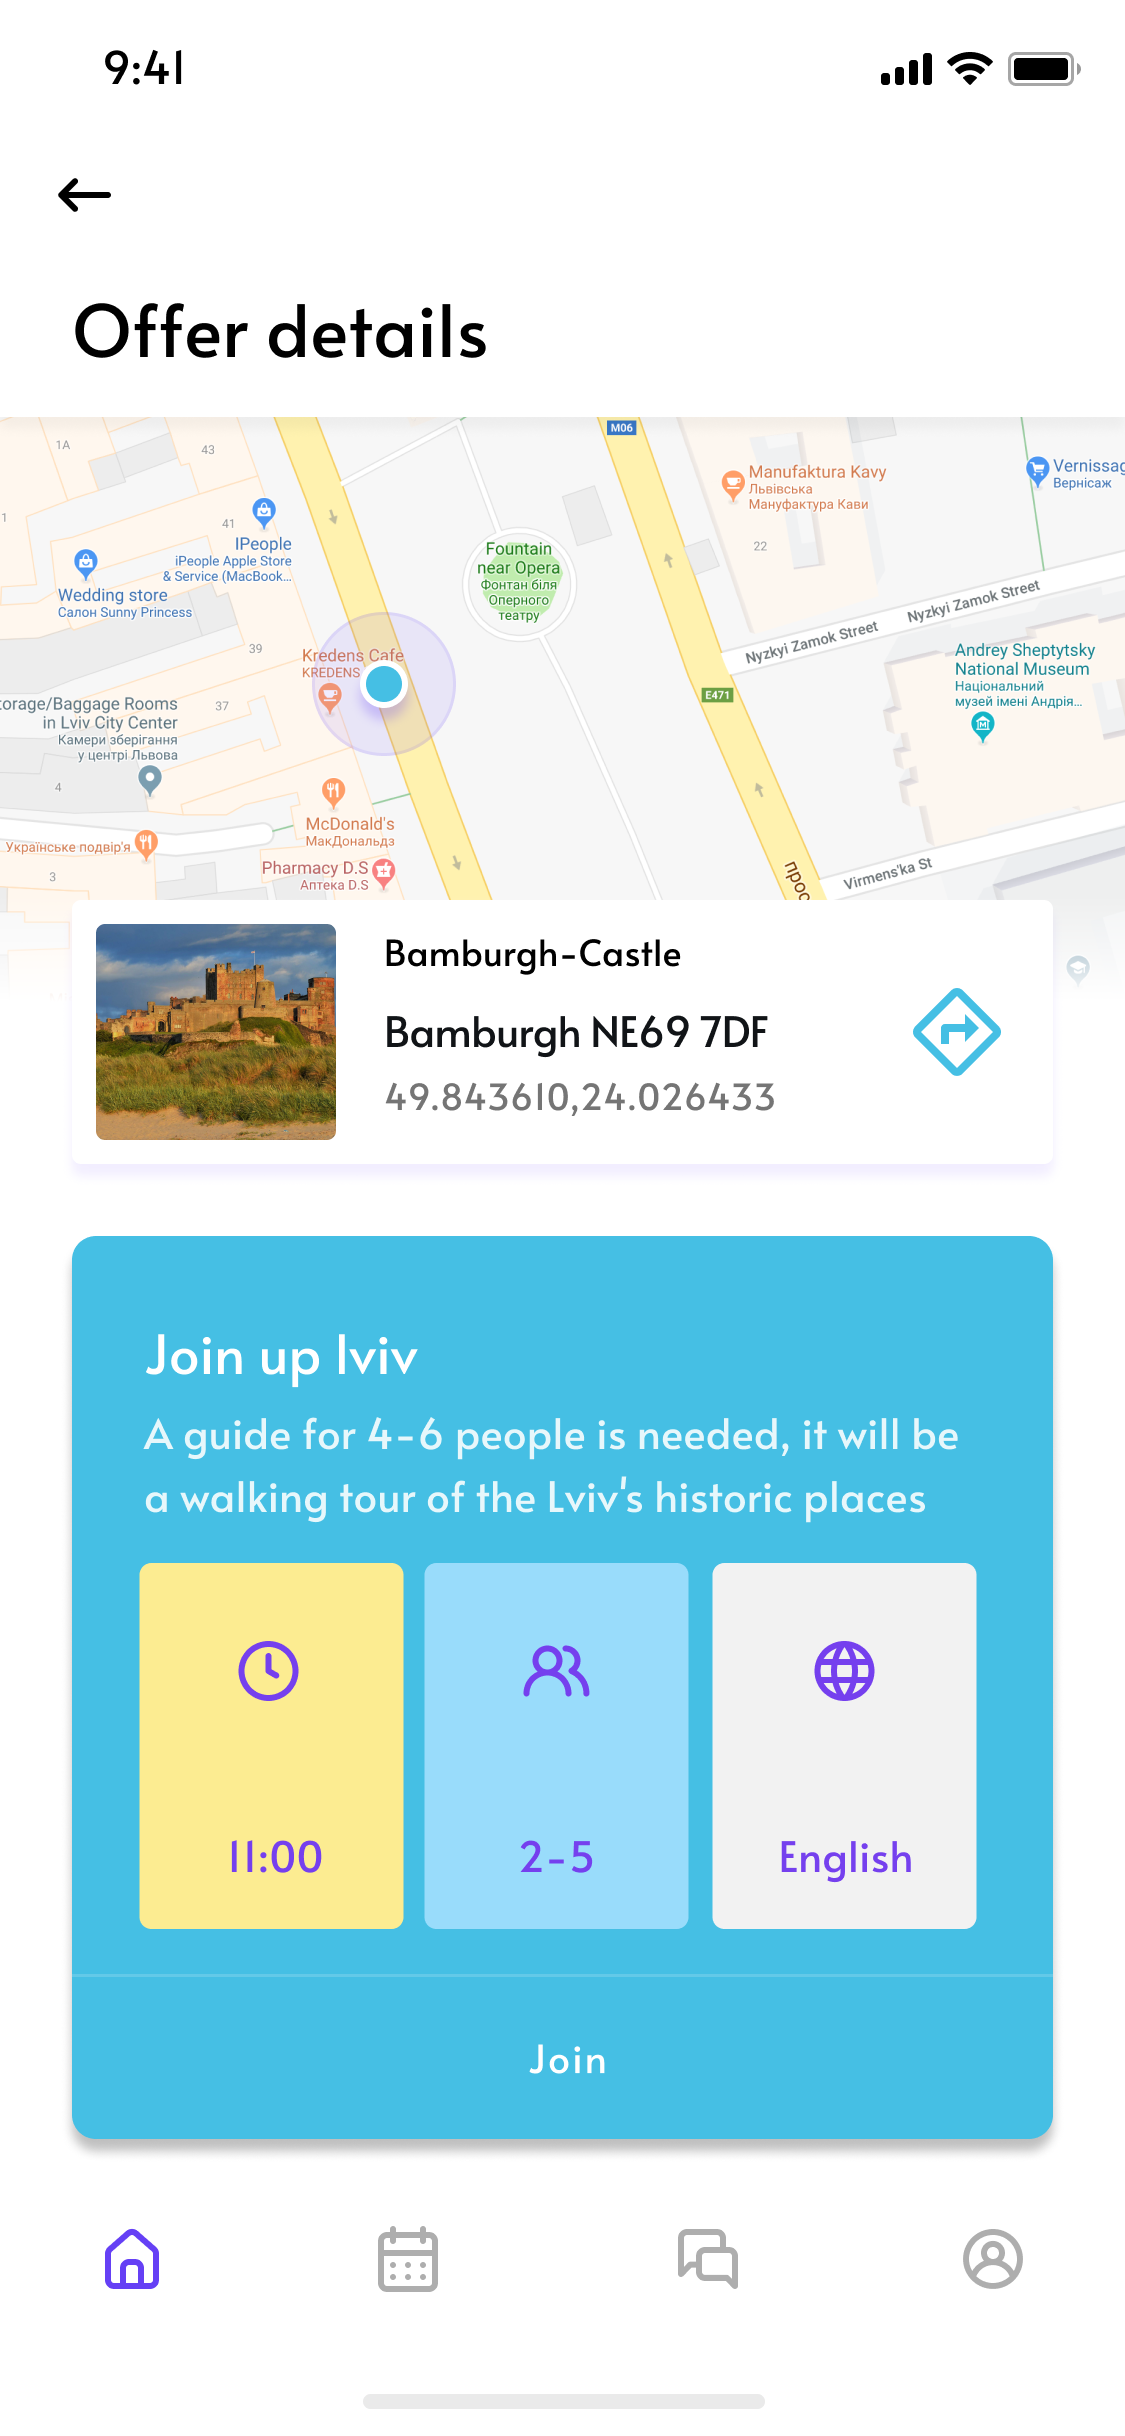 9:41
Offer details
M06
1A
43
Manufaktura Kavy
Львівська
Мануфактура Кави
Vernissag
Вернісаж
1
41
IPeople
iPeople Apple Store
& Service (MacBook...
22
Fountain
near Opera
Фонтан біля
Оперного
театру
Wedding store
Салон Sunny Princess
Nyzkyi Zamok Street
Nyzkyi Zamok Street
39
Kredens Cafe
KREDENS
Andrey Sheptytsky
National Museum
Національний
музей імені Андрія...
E471
37
torage/Baggage Rooms
in Lviv City Center
Камери зберігання
у центрі Львова
4
McDonald's
МакДональдз
Українське подвір'я
3
Pharmacy D.S
Аптека D.S
Virmens'ka St
прос
Bamburgh-Castle
Bamburgh NE69 7DF
49.843610,24.026433
Join up lviv
A guide for 4-6 people is needed, it will be
a walking tour of the Lviv's historic places
11:00
2-5
English
Join